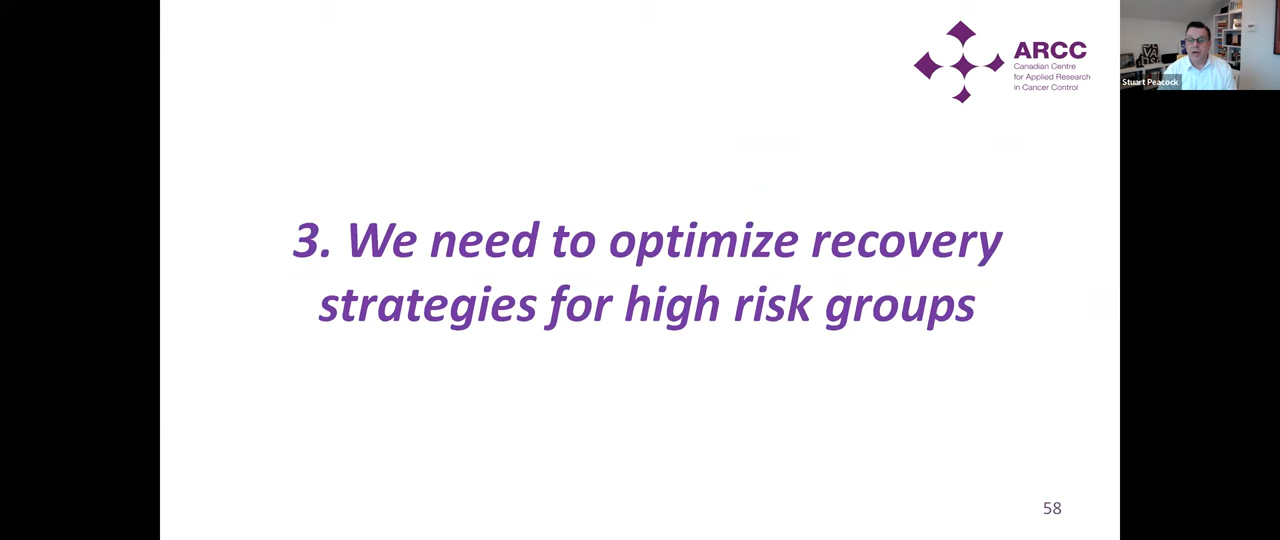 ARCC
Canadian Centre
for Applied Research
in Cancer Control
Stuart Peacock
3. We need to optimize recovery
strategies for high risk groups
58